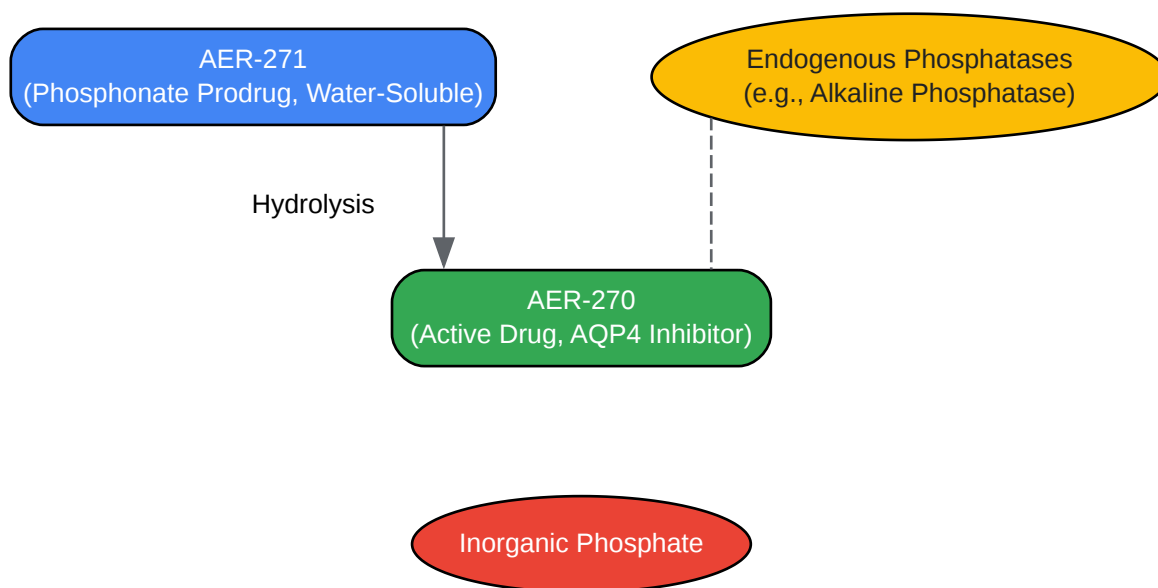 AER-271
(Phosphonate Prodrug, Water-Soluble)
Endogenous Phosphatases
(e.g., Alkaline Phosphatase)
Hydrolysis
AER-270
(Active Drug, AQP4 Inhibitor)
Inorganic Phosphate